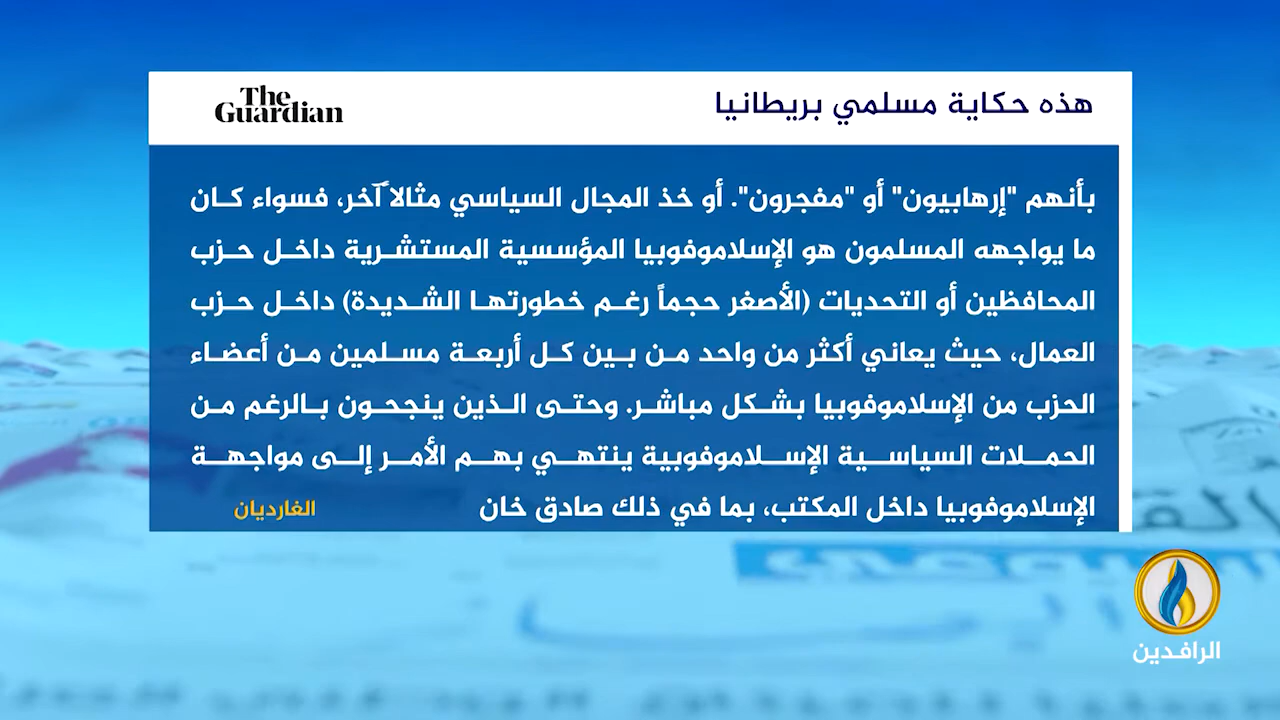 هذه حكاية مسلمي بريطانيا
The Guardian
بأنهم "إرهابيون" أو "مفجرون". أو خذ المجال السياسي مثالاً آخر، فسواء كان
ما يواجهه المسلمون هو الإسلاموفوبيا المؤسسية المستشرية داخل حزب
المحافظين أو التحديات (الأصغر حجماً رغم خطورتها الشديدة) داخل حزب
العمال، حيث يعاني أكثر من واحد من بين كل أربعة مسلمين من أعضاء
الحزب من الإسلاموفوبيا بشكل مباشر. وحتى الذين ينجحون بالرغم من
الحملات السياسية الإسلاموفوبية ينتهي بهم الأمر إلى مواجهة
الإسلاموفوبيا داخل المكتب، بما في ذلك صادق خان
الغارديان
الرافدين